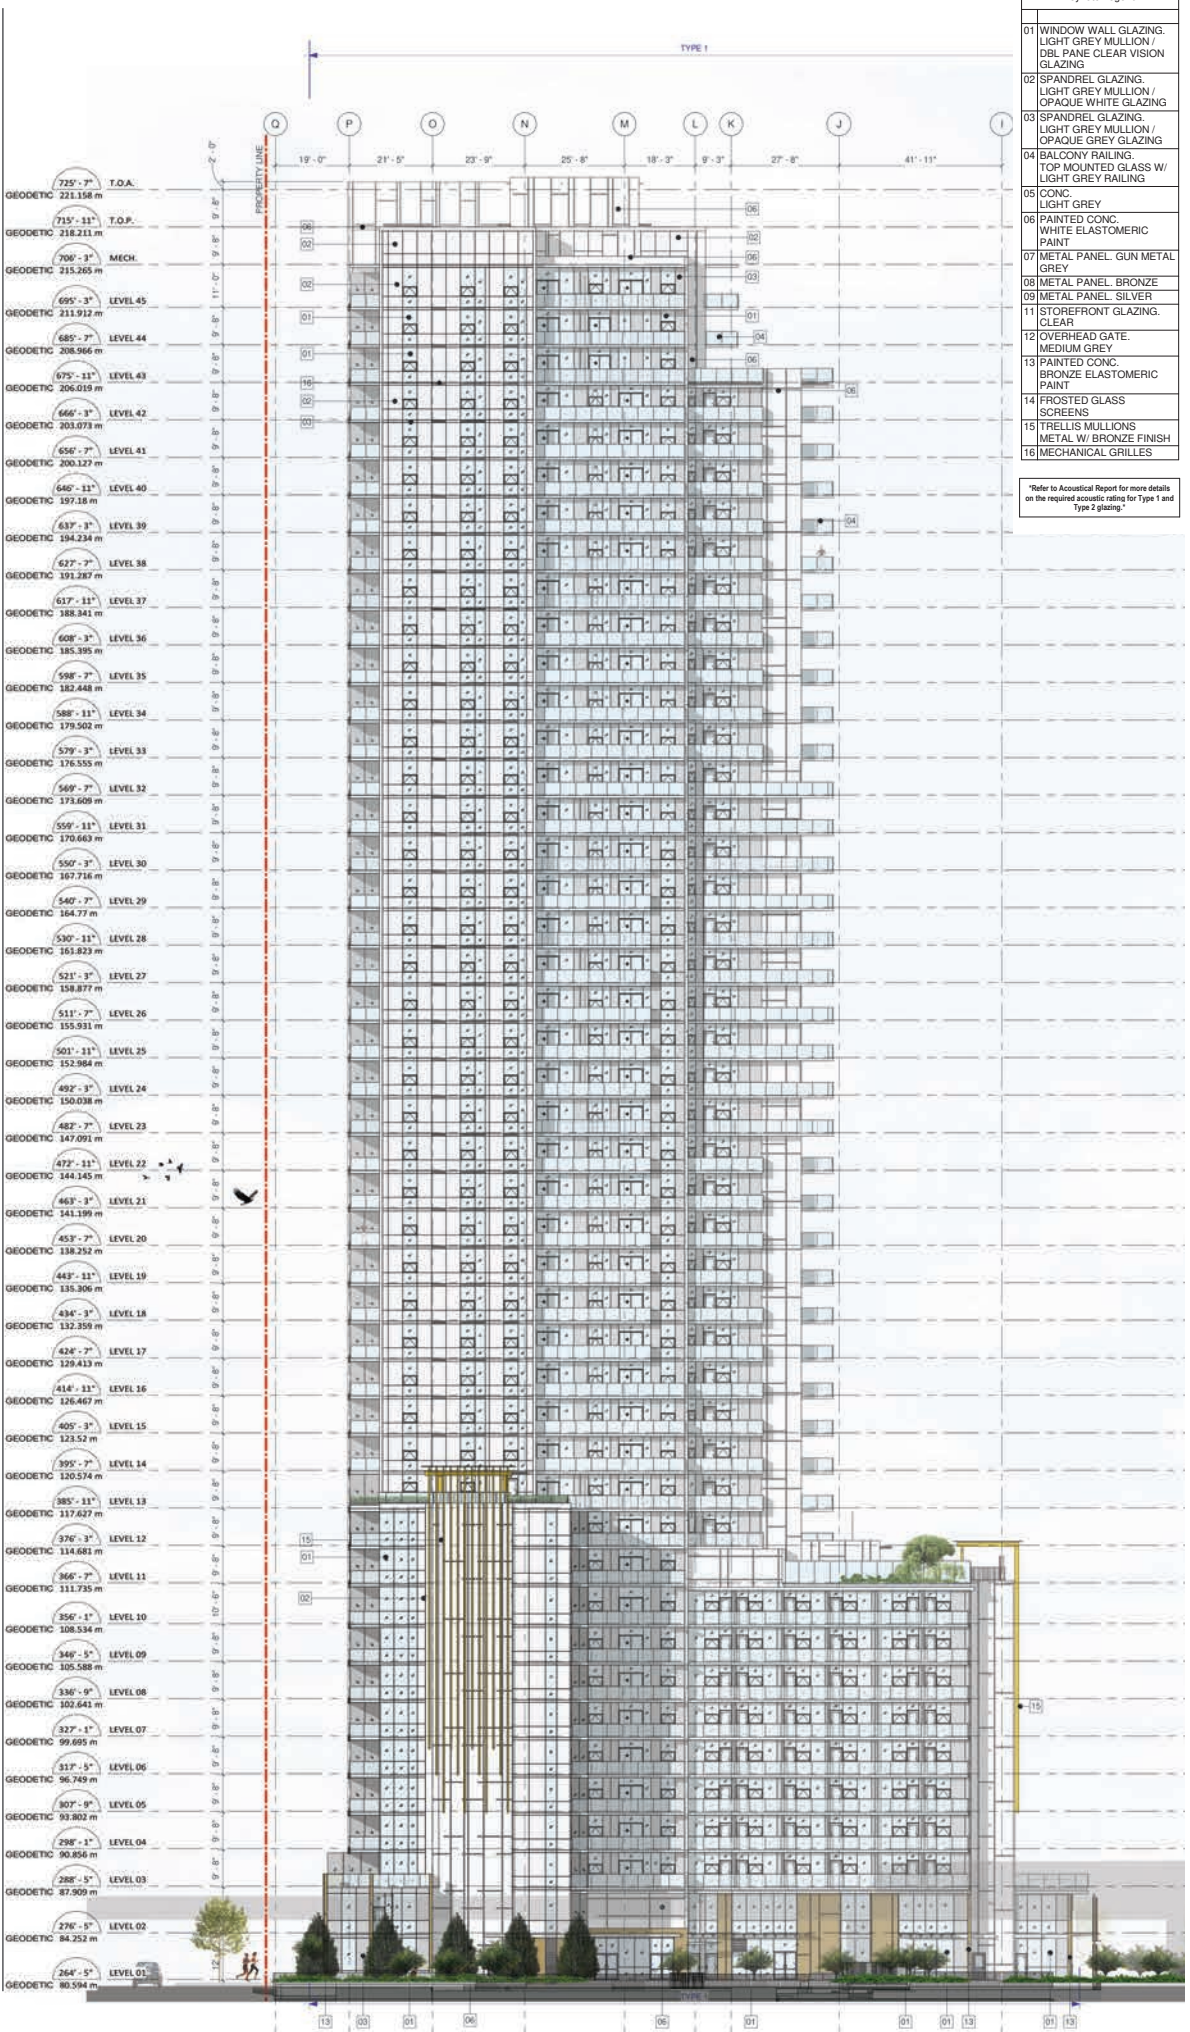 01 WINDOW WALL GLAZING.
LIGHT GREY MULLION /
DBL PANE CLEAR VISION
GLAZING
02 SPANDREL GLAZING.
LIGHT GREY MULLION /
OPAQUE WHITE GLAZING
03 SPANDREL GLAZING.
LIGHT GREY MULLION /
OPAQUE GREY GLAZING
04 BALCONY RAILING.
TOP MOUNTED GLASS W/
LIGHT GREY RAILING
05 CONC.
LIGHT GREY
06 PAINTED CONC.
WHITE ELASTOMERIC
PAINT
07 METAL PANEL. GUN METAL
GREY
08 METAL PANEL. BRONZE
09 METAL PANEL. SILVER
11 STOREFRONT GLAZING.
CLEAR
12 OVERHEAD GATE.
MEDIUM GREY
13 PAINTED CONC.
BRONZE ELASTOMERIC
PAINT
14 FROSTED GLASS
SCREENS
15 TRELLIS MULLIONS
METAL W/ BRONZE FINISH
16 MECHANICAL GRILLES
*Refer to Acoustical Report for more details
on the required acoustic rating for Type 1 and
Type 2 glazing.*
TYPE 1
Q P O N M L K J I
19' - 0" 21' - 5" 23' - 9" 25' - 8" 18' - 3" 9' - 3" 27' - 8" 41' - 11"
PROPERTY LINE
2' - 0"
725' - 7" T.O.A.
GEODETIC 221.158 m
715' - 11" T.O.P.
GEODETIC 218.211 m
706' - 3" MECH.
GEODETIC 215.265 m
695' - 3" LEVEL 45
GEODETIC 211.912 m
685' - 7" LEVEL 44
GEODETIC 208.966 m
675' - 11" LEVEL 43
GEODETIC 206.019 m
666' - 3" LEVEL 42
GEODETIC 203.073 m
656' - 7" LEVEL 41
GEODETIC 200.127 m
646' - 11" LEVEL 40
GEODETIC 197.18 m
637' - 3" LEVEL 39
GEODETIC 194.234 m
627' - 7" LEVEL 38
GEODETIC 191.287 m
617' - 11" LEVEL 37
GEODETIC 188.341 m
608' - 3" LEVEL 36
GEODETIC 185.395 m
598' - 7" LEVEL 35
GEODETIC 182.448 m
588' - 11" LEVEL 34
GEODETIC 179.502 m
579' - 3" LEVEL 33
GEODETIC 176.555 m
569' - 7" LEVEL 32
GEODETIC 173.609 m
559' - 11" LEVEL 31
GEODETIC 170.663 m
550' - 3" LEVEL 30
GEODETIC 167.716 m
540' - 7" LEVEL 29
GEODETIC 164.77 m
530' - 11" LEVEL 28
GEODETIC 161.823 m
521' - 3" LEVEL 27
GEODETIC 158.877 m
511' - 7" LEVEL 26
GEODETIC 155.931 m
501' - 11" LEVEL 25
GEODETIC 152.984 m
492' - 3" LEVEL 24
GEODETIC 150.038 m
482' - 7" LEVEL 23
GEODETIC 147.091 m
472' - 11" LEVEL 22
GEODETIC 144.145 m
463' - 3" LEVEL 21
GEODETIC 141.199 m
453' - 7" LEVEL 20
GEODETIC 138.252 m
443' - 11" LEVEL 19
GEODETIC 135.306 m
434' - 3" LEVEL 18
GEODETIC 132.359 m
424' - 7" LEVEL 17
GEODETIC 129.413 m
414' - 11" LEVEL 16
GEODETIC 126.467 m
405' - 3" LEVEL 15
GEODETIC 123.52 m
395' - 7" LEVEL 14
GEODETIC 120.574 m
385' - 11" LEVEL 13
GEODETIC 117.627 m
376' - 3" LEVEL 12
GEODETIC 114.681 m
366' - 7" LEVEL 11
GEODETIC 111.735 m
356' - 1" LEVEL 10
GEODETIC 108.534 m
346' - 5" LEVEL 09
GEODETIC 105.588 m
336' - 9" LEVEL 08
GEODETIC 102.641 m
327' - 1" LEVEL 07
GEODETIC 99.695 m
317' - 5" LEVEL 06
GEODETIC 96.749 m
307' - 9" LEVEL 05
GEODETIC 93.802 m
298' - 1" LEVEL 04
GEODETIC 90.856 m
288' - 5" LEVEL 03
GEODETIC 87.909 m
276' - 5" LEVEL 02
GEODETIC 84.252 m
264' - 5" LEVEL 01
GEODETIC 80.594 m
13 03 01 06 06 01 01 01 13 01 13